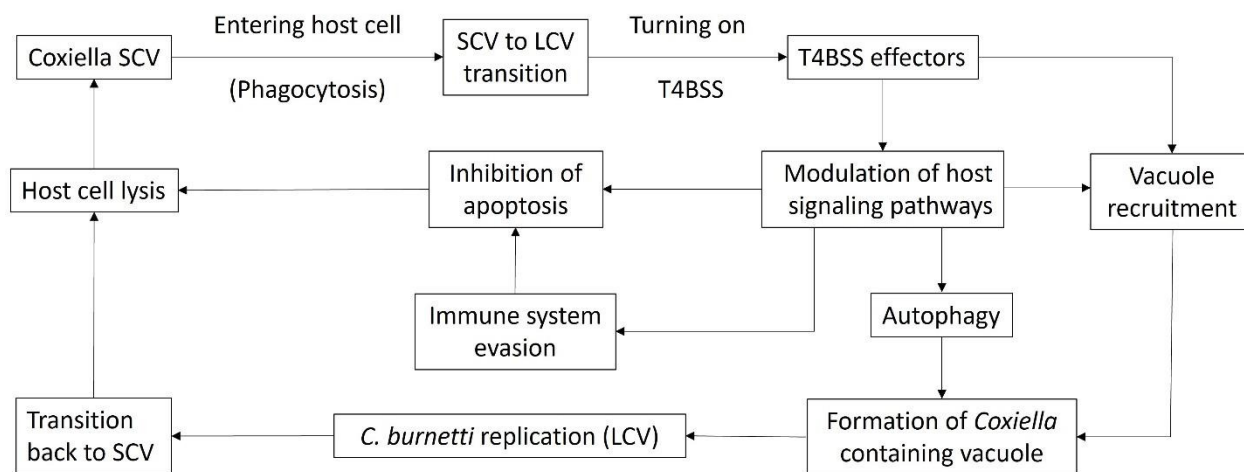 Coxiella SCV
Entering host cell
(Phagocytosis)
SCV to LCV
transition
Turning on
T4BSS
T4BSS effectors
Host cell lysis
Inhibition of
apoptosis
Modulation of host
signaling pathways
Vacuole
recruitment
Immune system
evasion
Autophagy
Transition
back to SCV
C. burnetti replication (LCV)
Formation of Coxiella
containing vacuole